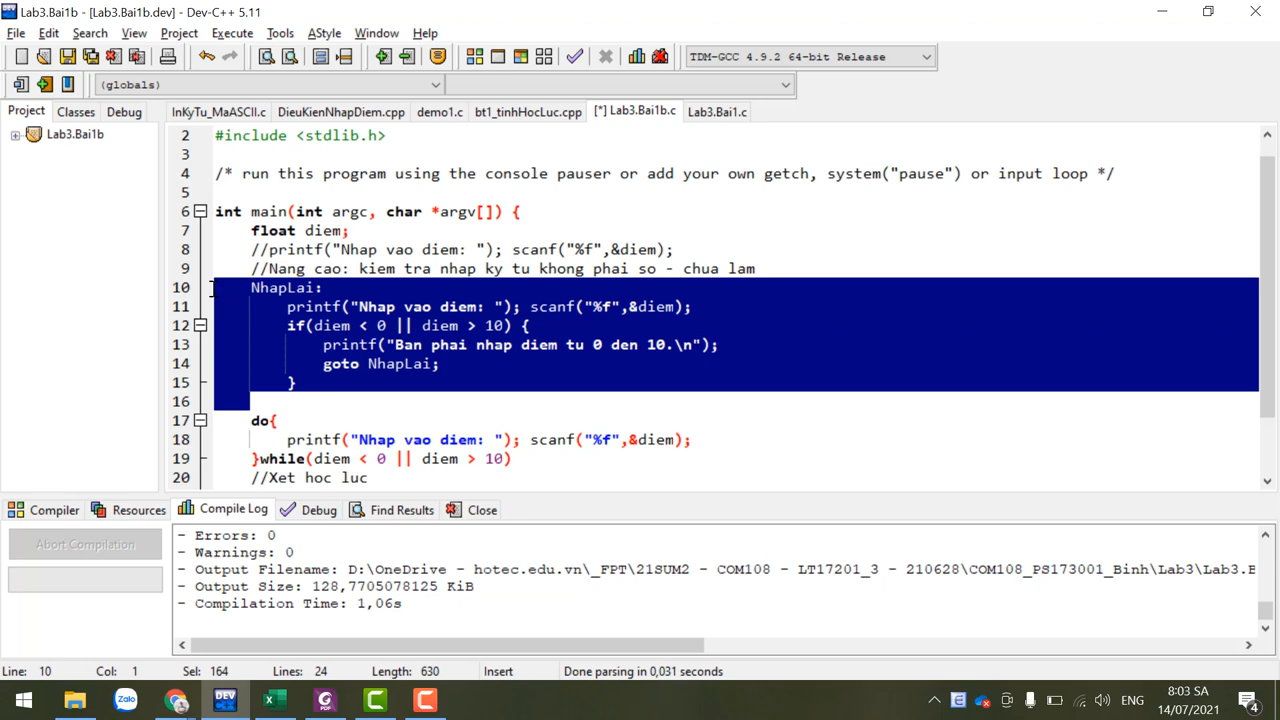 Lab3.Bai1b - [Lab3.Bai1b.dev] - Dev-C++ 5.11
File Edit Search View Project Execute Tools AStyle Window Help
TDM-GCC 4.9.2 64-bit Release
(globals)
Project Classes Debug InKyTu_MaASCII.c DieuKienNhapDiem.cpp demo1.c bt1_tinhHocLuc.cpp [*] Lab3.Bai1b.c Lab3.Bai1.c
Lab3.Bai1b
2 #include <stdlib.h>
3
4 /* run this program using the console pauser or add your own getch, system("pause") or input loop */
5
6 int main(int argc, char *argv[]) {
7 float diem;
8 //printf("Nhap vao diem: "); scanf("%f",&diem);
9 //Nang cao: kiem tra nhap ky tu khong phai so - chua lam
10 NhapLai:
11 printf("Nhap vao diem: "); scanf("%f",&diem);
12 if(diem < 0 || diem > 10) {
13 printf("Ban phai nhap diem tu 0 den 10.\n");
14 goto NhapLai;
15 }
16
17 do{
18 printf("Nhap vao diem: "); scanf("%f",&diem);
19 }while(diem < 0 || diem > 10)
20 //Xet hoc luc
Compiler Resources Compile Log Debug Find Results Close
Abort Compilation
- Errors: 0
- Warnings: 0
- Output Filename: D:\OneDrive - hotec.edu.vn\_FPT\21SUM2 - COM108 - LT17201_3 - 210628\COM108_PS173001_Binh\Lab3\Lab3.B
- Output Size: 128,7705078125 KiB
- Compilation Time: 1,06s
Line: 10 Col: 1 Sel: 164 Lines: 24 Length: 630 Insert Done parsing in 0,031 seconds
DEV Zalo PDF ENG 8:03 SA
14/07/2021 4